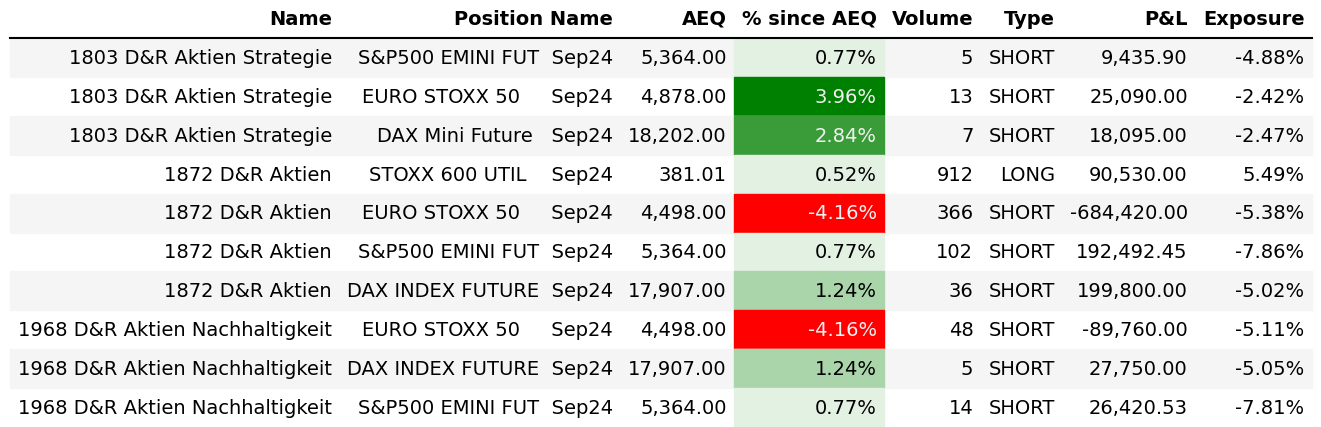 Name Position Name AEQ % since AEQ Volume Type P&L Exposure
1803 D&R Aktien Strategie S&P500 EMINI FUT Sep24 5,364.00 0.77% 5 SHORT 9,435.90 -4.88%
1803 D&R Aktien Strategie EURO STOXX 50 Sep24 4,878.00 3.96% 13 SHORT 25,090.00 -2.42%
1803 D&R Aktien Strategie DAX Mini Future Sep24 18,202.00 2.84% 7 SHORT 18,095.00 -2.47%
1872 D&R Aktien STOXX 600 UTIL Sep24 381.01 0.52% 912 LONG 90,530.00 5.49%
1872 D&R Aktien EURO STOXX 50 Sep24 4,498.00 -4.16% 366 SHORT -684,420.00 -5.38%
1872 D&R Aktien S&P500 EMINI FUT Sep24 5,364.00 0.77% 102 SHORT 192,492.45 -7.86%
1872 D&R Aktien DAX INDEX FUTURE Sep24 17,907.00 1.24% 36 SHORT 199,800.00 -5.02%
1968 D&R Aktien Nachhaltigkeit EURO STOXX 50 Sep24 4,498.00 -4.16% 48 SHORT -89,760.00 -5.11%
1968 D&R Aktien Nachhaltigkeit DAX INDEX FUTURE Sep24 17,907.00 1.24% 5 SHORT 27,750.00 -5.05%
1968 D&R Aktien Nachhaltigkeit S&P500 EMINI FUT Sep24 5,364.00 0.77% 14 SHORT 26,420.53 -7.81%